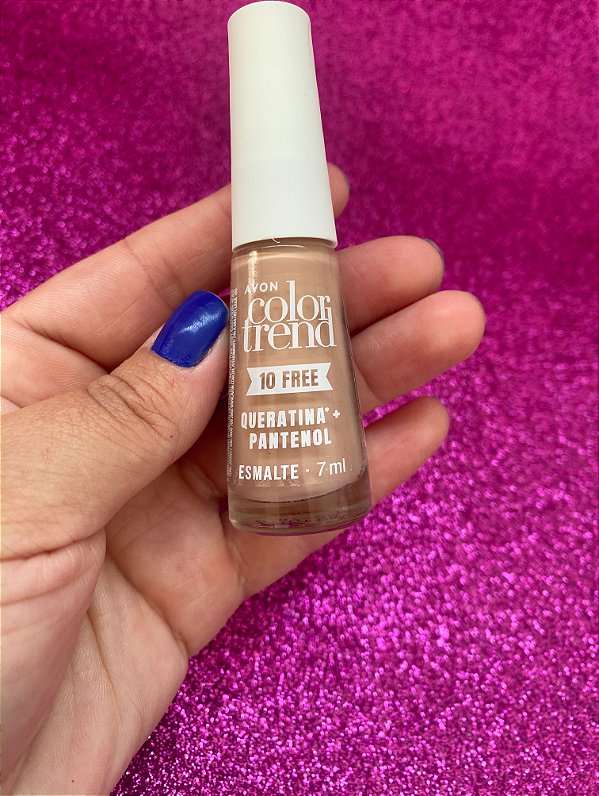 AVON
color
trend
10 FREE
QUERATINA*+
PANTENOL
ESMALTE · 7 ml